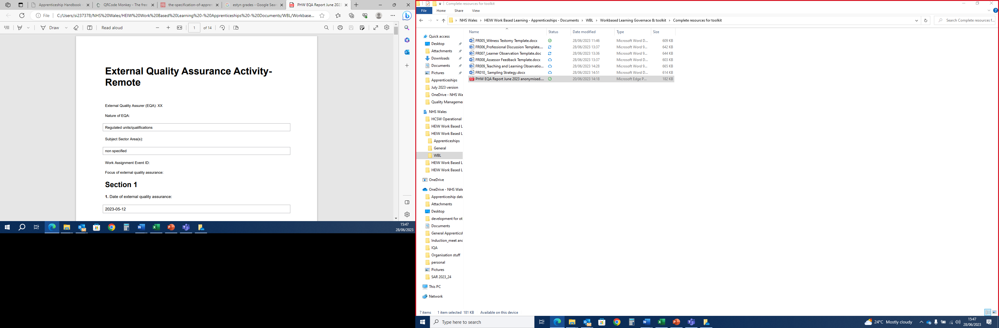 Apprenticeship Handbook -
QRCode Monkey - The free
the-specification-of-appren
estyn grades - Google Sear
PHW EQA Report June 2023
File
C:/Users/si237378/NHS%20Wales/HEIW%20Work%20Based%20Learning%20-%20Apprenticeships%20-%20Documents/WBL/Workbase...
Draw
Read aloud
1
of 14
External Quality Assurance Activity-
Remote
External Quality Assurer (EQA): XX
Nature of EQA:
Regulated units/qualifications
Subject Sector Area(s):
non specified
Work Assignment Event ID:
Focus of external quality assurance:
Section 1
1. Date of external quality assurance:
2023-05-12
15:47
28/06/2023
Complete resources for toolkit
File Home Share View
NHS Wales > HEIW Work Based Learning - Apprenticeships - Documents > WBL > Workbased Learning Governace & toolkit > Complete resources for toolkit
Search Complete resources f...
Quick access
Desktop
Attachments
Downloads
Documents
Pictures
Apprenticeships
July 2023 version
OneDrive - NHS Wa
Quality Managemen
NHS Wales
HCSW Operational
HEIW Work Based L
HEIW Work Based L
Apprenticeships
General
WBL
HEIW Work Based L
HEIW Work Based L
OneDrive
OneDrive - NHS Wale
Apprenticeship data
Attachments
Desktop
development for ot
Documents
General Apprentices
Induction_meet and
IQA
Organisation stuff
personal
Pictures
SAR 2023_24
This PC
Network
Name Status Date modified Type Size
FR005_Witness Testomy Template.docx 28/06/2023 11:46 Microsoft Word D... 609 KB
FR006_Professional Discussion Template.... 28/06/2023 13:37 Microsoft Word 9... 642 KB
FR007_Learner Observation Template.doc 28/06/2023 13:36 Microsoft Word 9... 644 KB
FR008_Assessor Feedback Template.docx 28/06/2023 13:37 Microsoft Word D... 603 KB
FR009_Teaching and Learning Observatio... 28/06/2023 14:28 Microsoft Word 9... 665 KB
FR010_ Sampling Strategy.docx 28/06/2023 14:51 Microsoft Word D... 614 KB
PHW EQA Report June 2023 anonymised.... 20/06/2023 14:18 Microsoft Edge P... 182 KB
7 items 1 item selected 181 KB Available on this device
Type here to search
24°C Mostly cloudy
15:47
28/06/2023